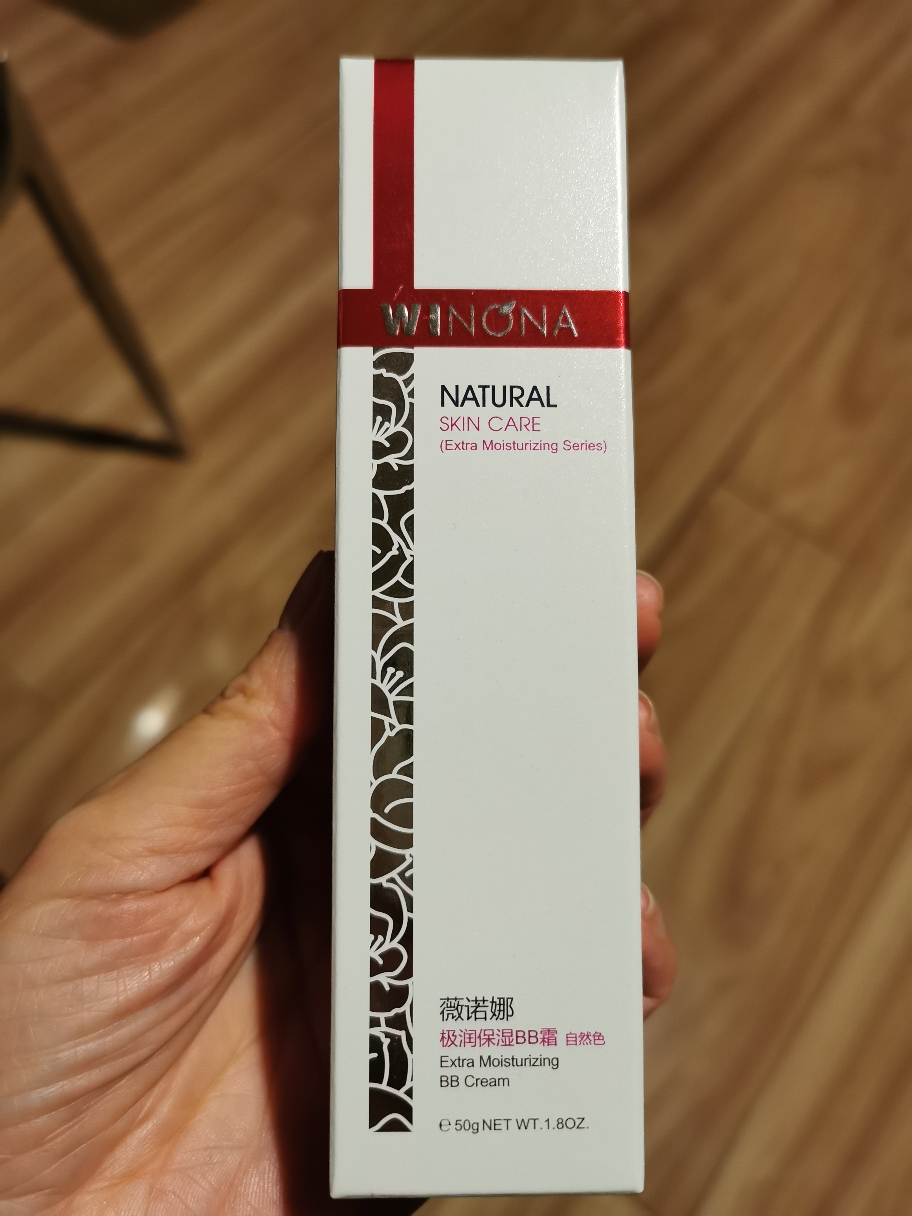 WINONA
NATURAL
SKIN CARE
(Extra Moisturizing Series)
薇诺娜
极润保湿BB霜 自然色
Extra Moisturizing
BB Cream
℮ 50g NET WT.1.8OZ.